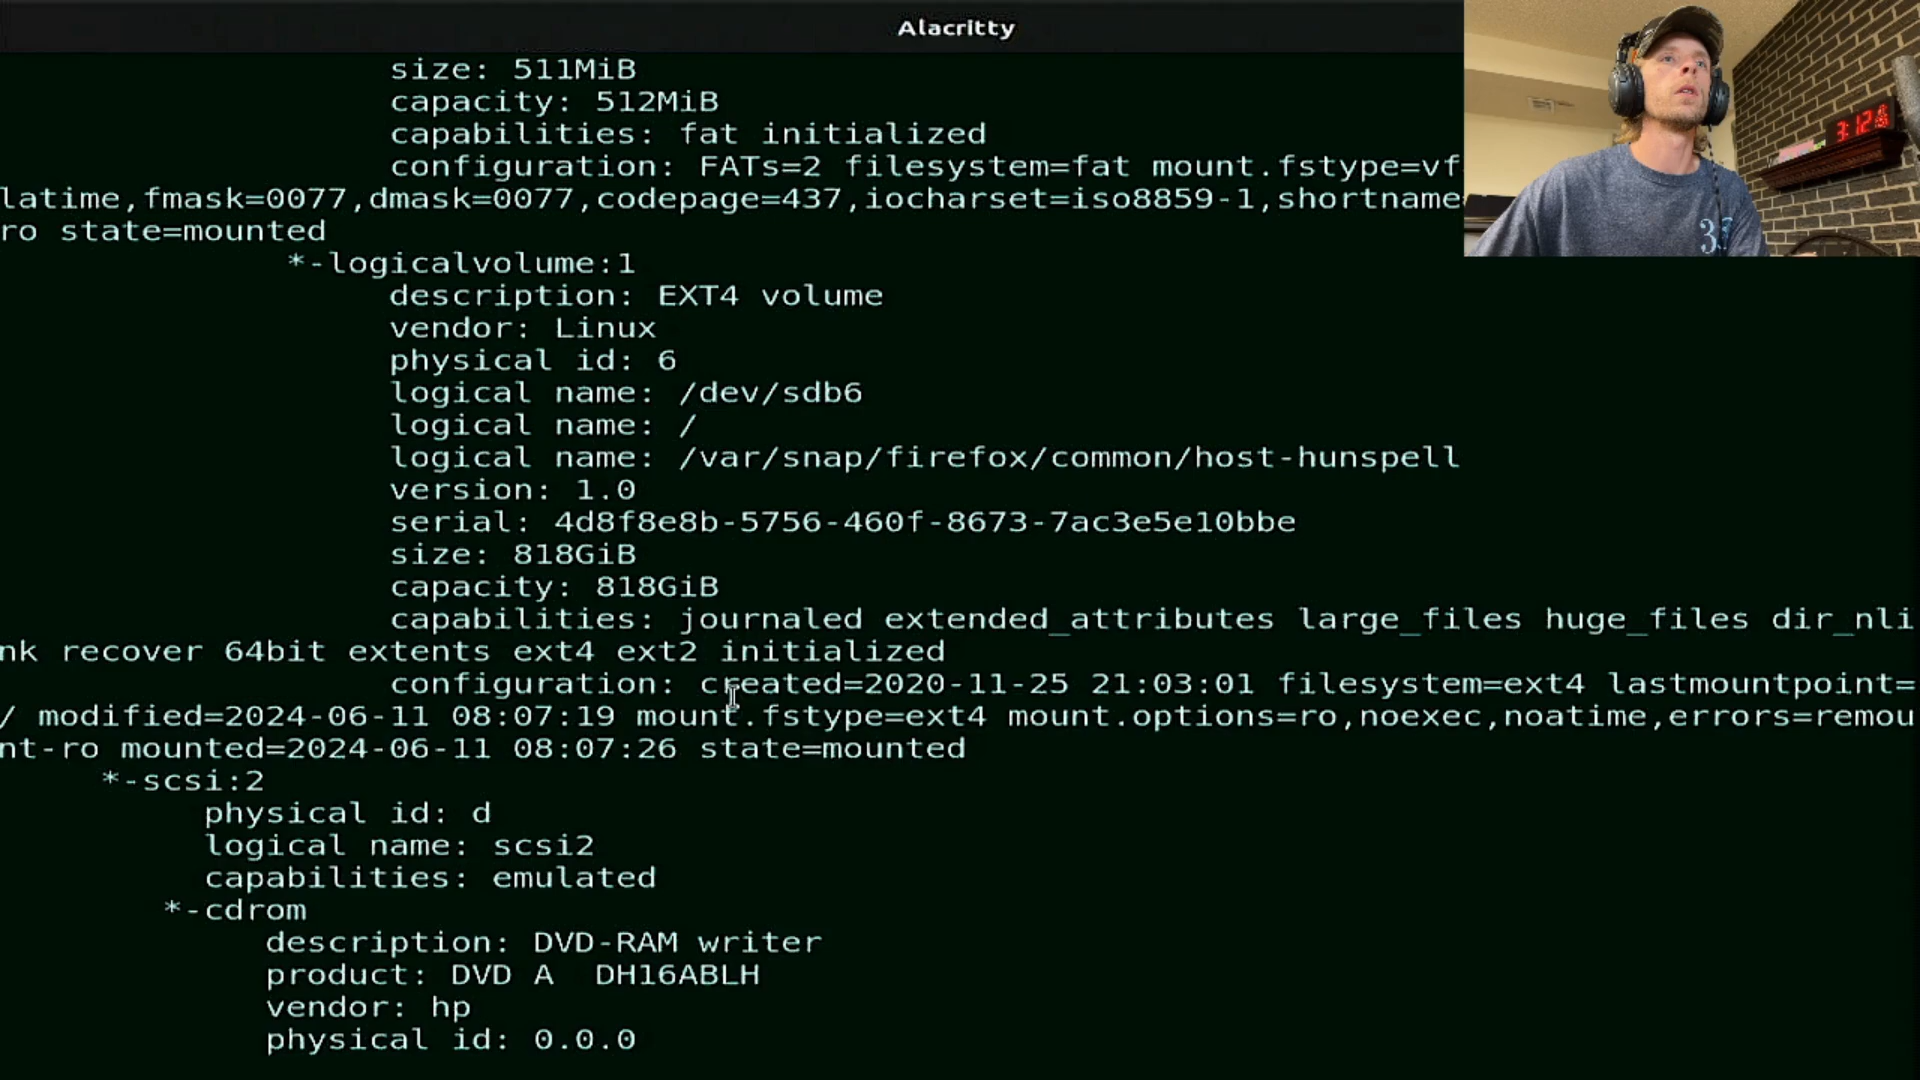 Alacritty
size: 511MiB
capacity: 512MiB
capabilities: fat initialized
configuration: FATs=2 filesystem=fat mount.fstype=vf
latime,fmask=0077,dmask=0077,codepage=437,iocharset=iso8859-1,shortname
ro state=mounted
*-logicalvolume:1
description: EXT4 volume
vendor: Linux
physical id: 6
logical name: /dev/sdb6
logical name: /
logical name: /var/snap/firefox/common/host-hunspell
version: 1.0
serial: 4d8f8e8b-5756-460f-8673-7ac3e5e10bbe
size: 818GiB
capacity: 818GiB
capabilities: journaled extended_attributes large_files huge_files dir_nli
nk recover 64bit extents ext4 ext2 initialized
configuration: created=2020-11-25 21:03:01 filesystem=ext4 lastmountpoint=
/ modified=2024-06-11 08:07:19 mount.fstype=ext4 mount.options=ro,noexec,noatime,errors=remou
nt-ro mounted=2024-06-11 08:07:26 state=mounted
*-scsi:2
physical id: d
logical name: scsi2
capabilities: emulated
*-cdrom
description: DVD-RAM writer
product: DVD A  DH16ABLH
vendor: hp
physical id: 0.0.0